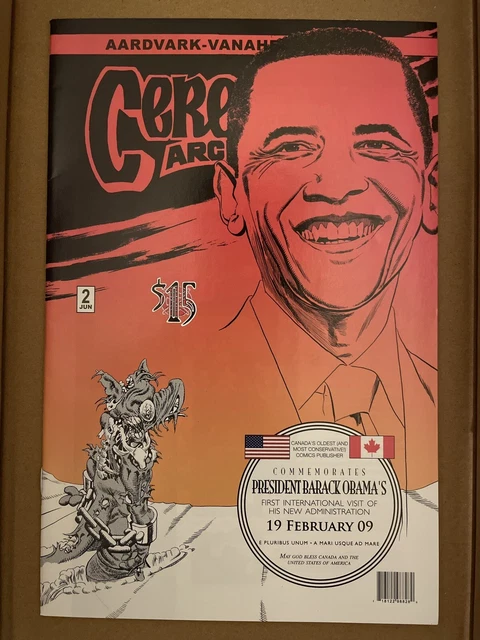 AARDVARK-VANAH
CERE
ARC
2
JUN
$15
CANADA'S OLDEST (AND
MOST CONSERVATIVE)
COMICS PUBLISHER
COMMEMORATES
PRESIDENT BARACK OBAMA'S
FIRST INTERNATIONAL VISIT OF
HIS NEW ADMINISTRATION
19 FEBRUARY 09
E PLURIBUS UNUM • A MARI USQUE AD MARE
MAY GOD BLESS CANADA AND THE
UNITED STATES OF AMERICA